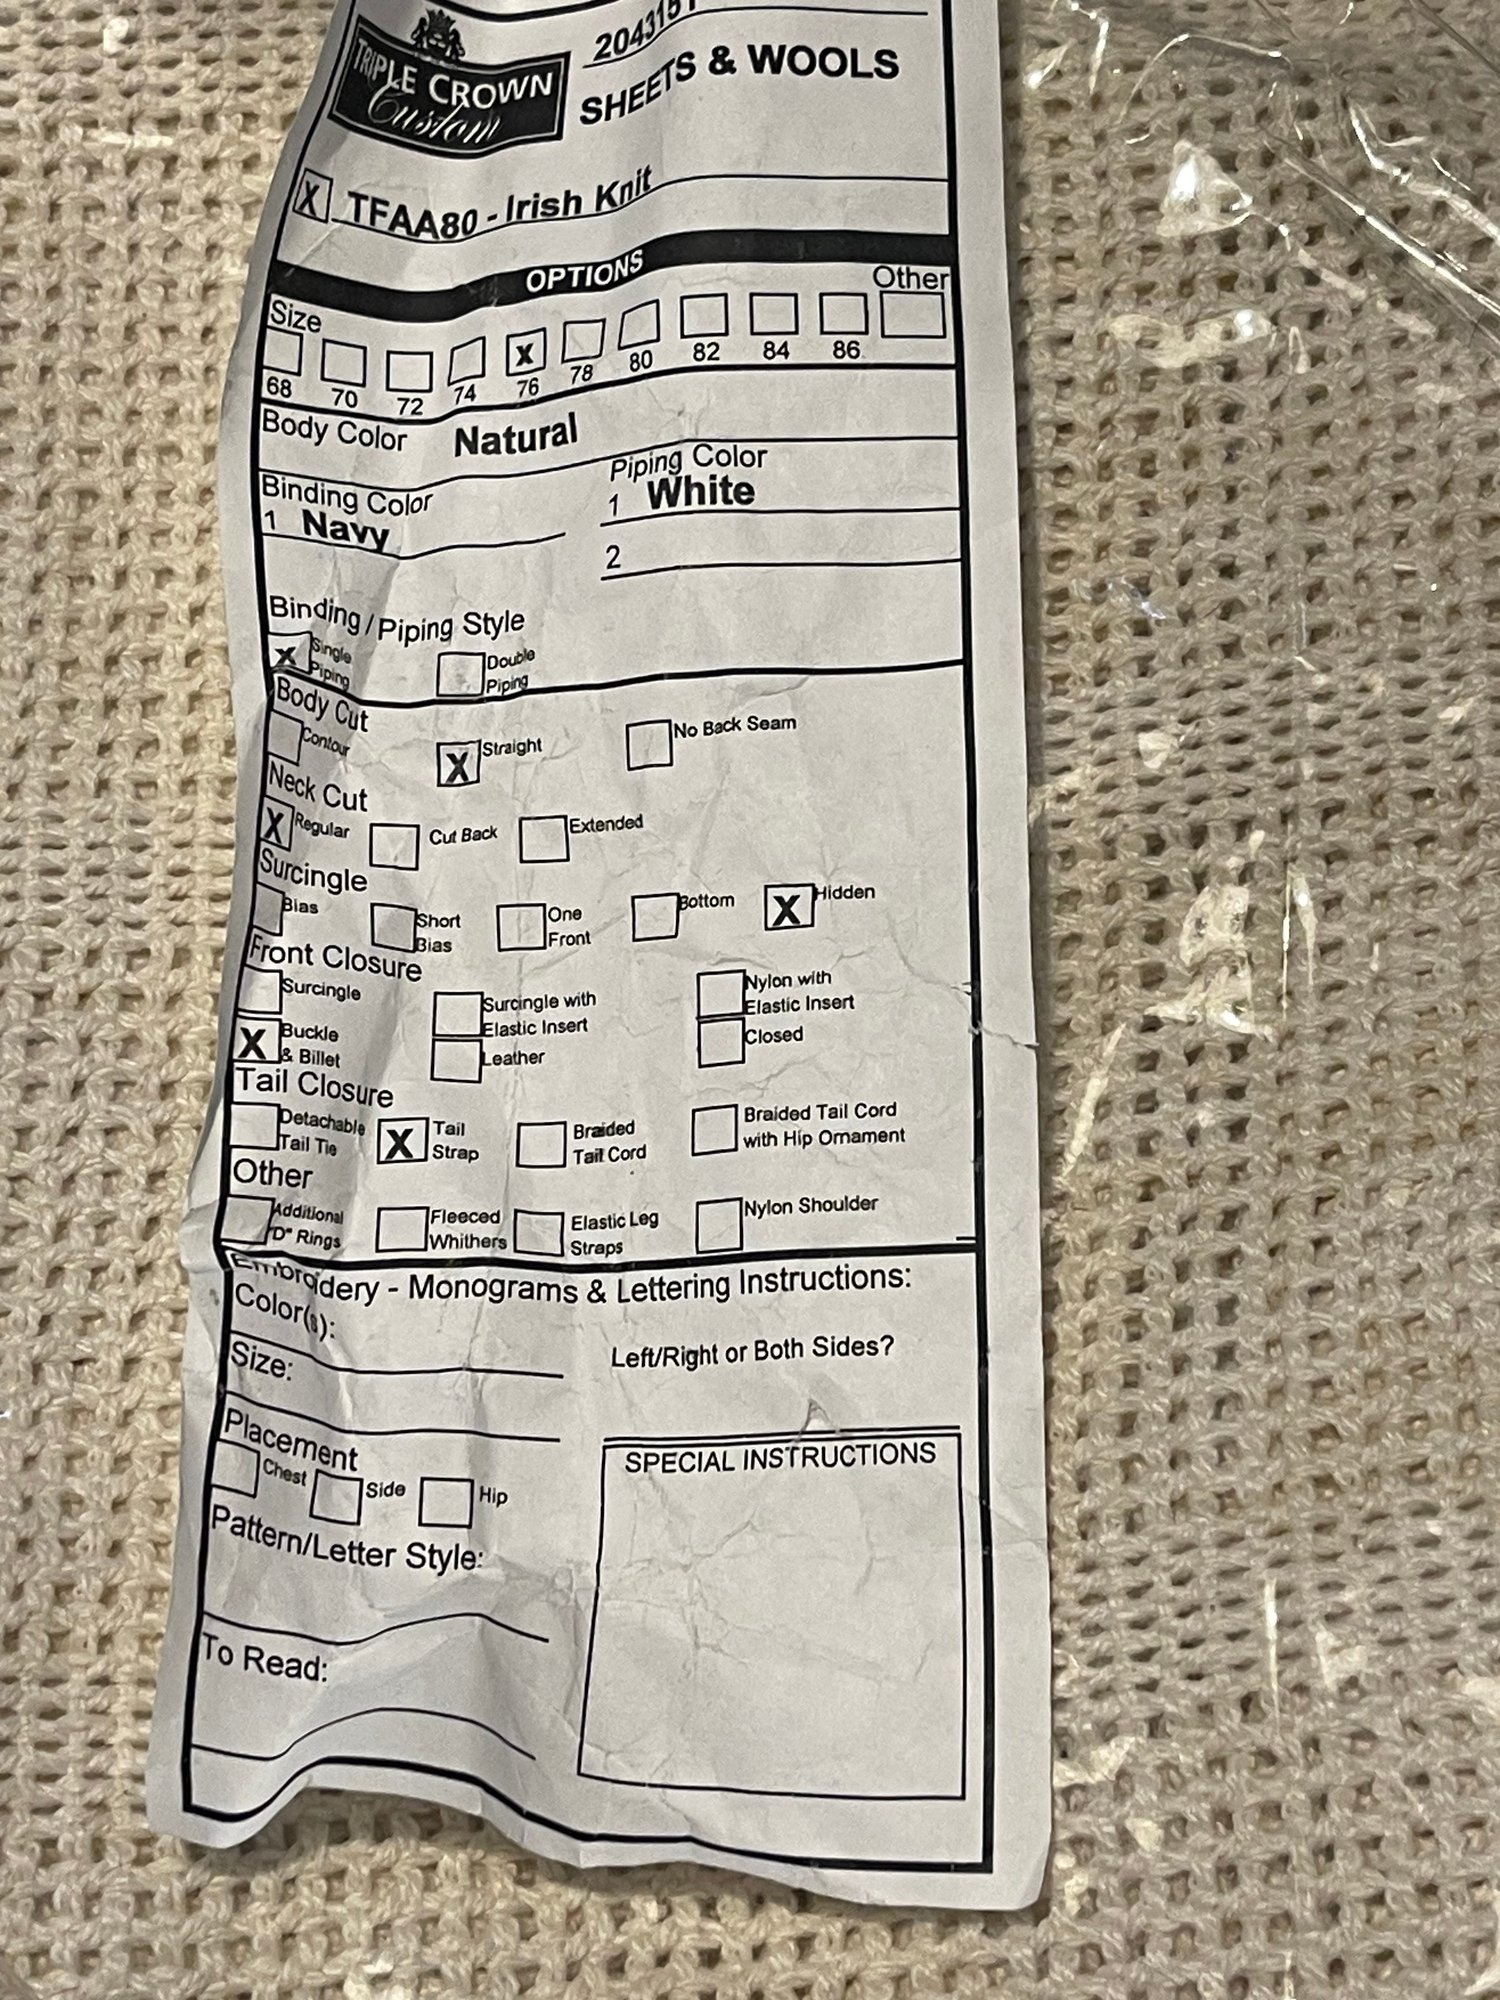 TRIPLE CROWN
Custom
2043151
SHEETS & WOOLS
X TFAA80 - Irish Knit
OPTIONS
Size
Other
X
68 70 72 74 76 78 80 82 84 86
Body Color Natural
Binding Color
1 Navy
Piping Color
1 White
2
Binding / Piping Style
X Single Piping
Double Piping
Body Cut
Contour
X Straight
No Back Seam
Neck Cut
X Regular
Cut Back
Extended
Surcingle
Bias
Short Bias
One Front
Bottom
X Hidden
Front Closure
Surcingle
Surcingle with Elastic Insert
Nylon with Elastic Insert
X Buckle & Billet
Leather
Closed
Tail Closure
Detachable Tail Tie
X Tail Strap
Braided Tail Cord
Braided Tail Cord with Hip Ornament
Other
Additional "D" Rings
Fleeced Whithers
Elastic Leg Straps
Nylon Shoulder
Embroidery - Monograms & Lettering Instructions:
Color(s):
Size:
Left/Right or Both Sides?
Placement
Chest
Side
Hip
Pattern/Letter Style:
To Read:
SPECIAL INSTRUCTIONS